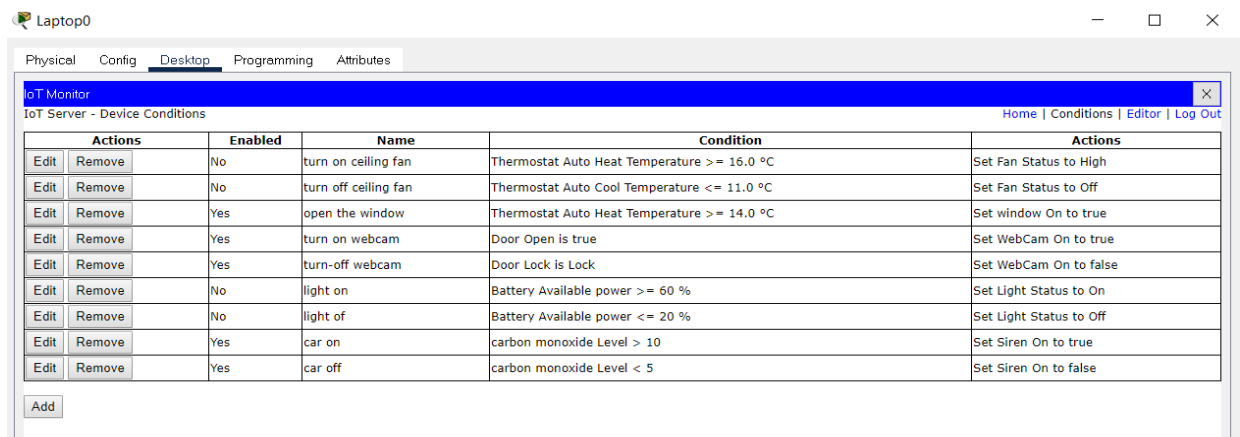 Laptop0
Physical Config Desktop Programming Attributes
IoT Monitor
IoT Server - Device Conditions Home | Conditions | Editor | Log Out
Actions Enabled Name Condition Actions
Edit Remove No turn on ceiling fan Thermostat Auto Heat Temperature >= 16.0 °C Set Fan Status to High
Edit Remove No turn off ceiling fan Thermostat Auto Cool Temperature <= 11.0 °C Set Fan Status to Off
Edit Remove Yes open the window Thermostat Auto Heat Temperature >= 14.0 °C Set window On to true
Edit Remove Yes turn on webcam Door Open is true Set WebCam On to true
Edit Remove Yes turn-off webcam Door Lock is Lock Set WebCam On to false
Edit Remove No light on Battery Available power >= 60 % Set Light Status to On
Edit Remove No light of Battery Available power <= 20 % Set Light Status to Off
Edit Remove Yes car on carbon monoxide Level > 10 Set Siren On to true
Edit Remove Yes car off carbon monoxide Level < 5 Set Siren On to false
Add